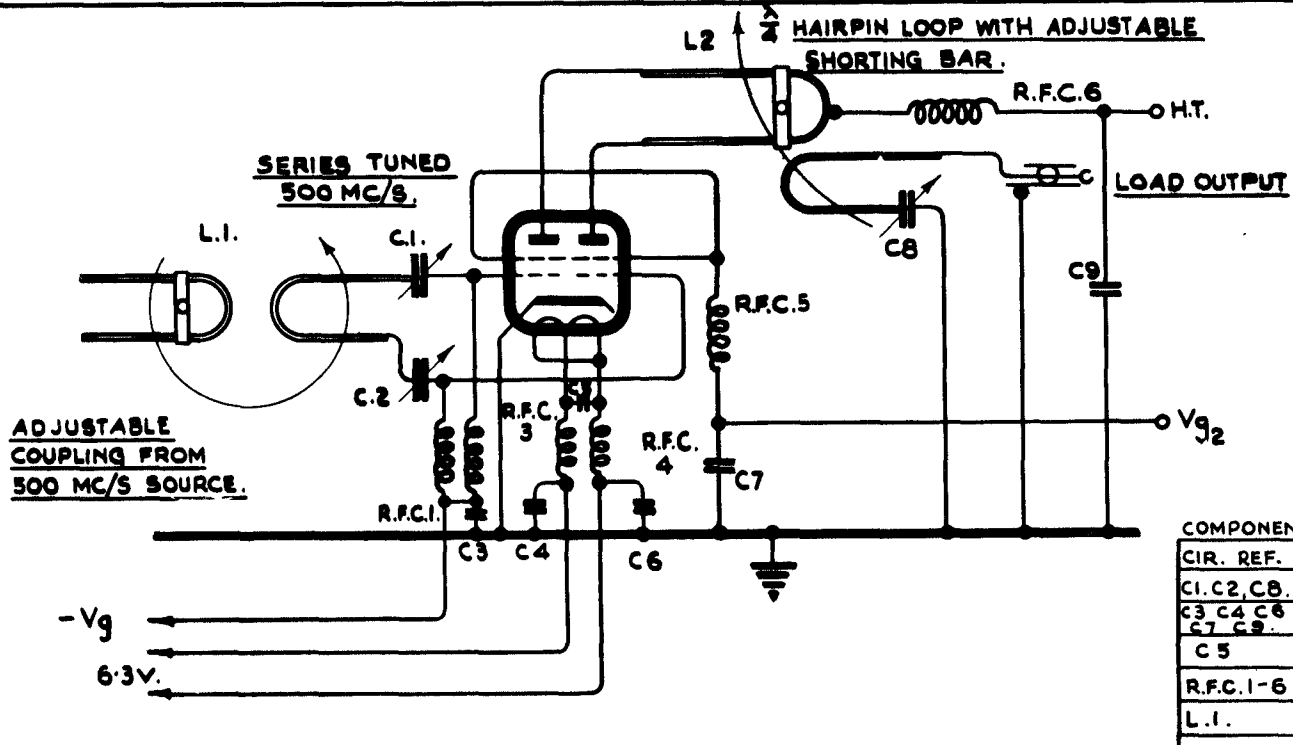 L2
λ/4 HAIRPIN LOOP WITH ADJUSTABLE
SHORTING BAR.
R.F.C.6
H.T.
SERIES TUNED
500 MC/S.
LOAD OUTPUT
L.1.
C.1.
C8
C9
R.F.C.5
C.2
R.F.C.
3
ADJUSTABLE
COUPLING FROM
500 MC/S SOURCE.
R.F.C.
4
Vg2
C7
R.F.C.1.
C3
C4
C6
-Vg
6·3V.
COMPONEN
CIR. REF.
C1. C2, C8.
C3 C4 C6
C7 C9.
C5
R.F.C.1-6
L.1.